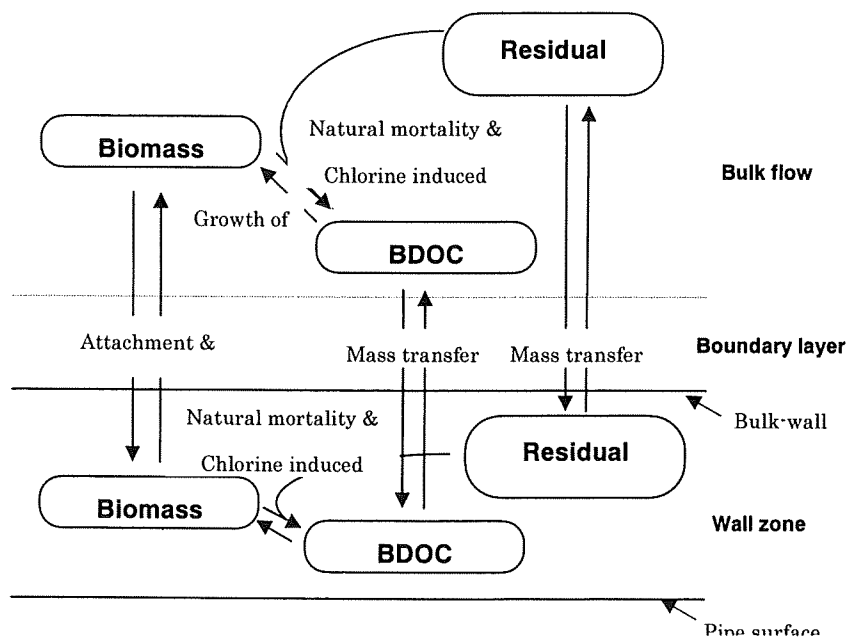 Residual
Natural mortality &
Biomass
Chlorine induced
Bulk flow
Growth of
BDOC
Attachment &
Mass transfer
Mass transfer
Boundary layer
Natural mortality &
Bulk-wall
Residual
Chlorine induced
Biomass
Wall zone
BDOC
Pipe surface